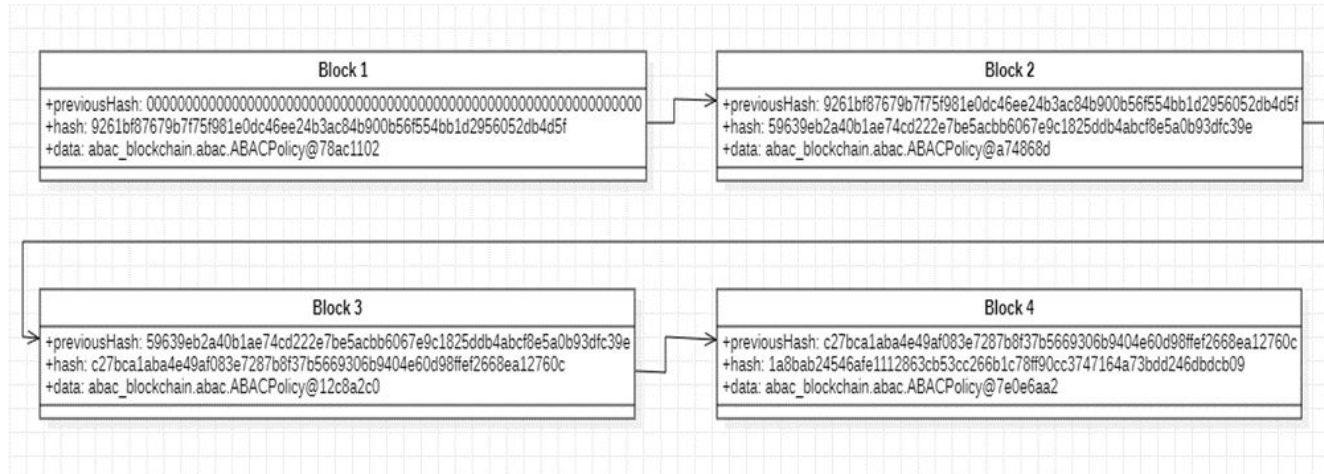 Block 1
+previousHash: 0000000000000000000000000000000000000000000000000000000000000000
+hash: 9261bf87679b7f75f981e0dc46ee24b3ac84b900b56f554bb1d2956052db4d5f
+data: abac_blockchain.abac.ABACPolicy@78ac1102
Block 2
+previousHash: 9261bf87679b7f75f981e0dc46ee24b3ac84b900b56f554bb1d2956052db4d5f
+hash: 59639eb2a40b1ae74cd222e7be5acbb6067e9c1825ddb4abcf8e5a0b93dfc39e
+data: abac_blockchain.abac.ABACPolicy@a74868d
Block 3
+previousHash: 59639eb2a40b1ae74cd222e7be5acbb6067e9c1825ddb4abcf8e5a0b93dfc39e
+hash: c27bca1aba4e49af083e7287b8f37b5669306b9404e60d98ffef2668ea12760c
+data: abac_blockchain.abac.ABACPolicy@12c8a2c0
Block 4
+previousHash: c27bca1aba4e49af083e7287b8f37b5669306b9404e60d98ffef2668ea12760c
+hash: 1a8bab24546afe1112863cb53cc266b1c78ff90cc3747164a73bdd246dbdcb09
+data: abac_blockchain.abac.ABACPolicy@7e0e6aa2